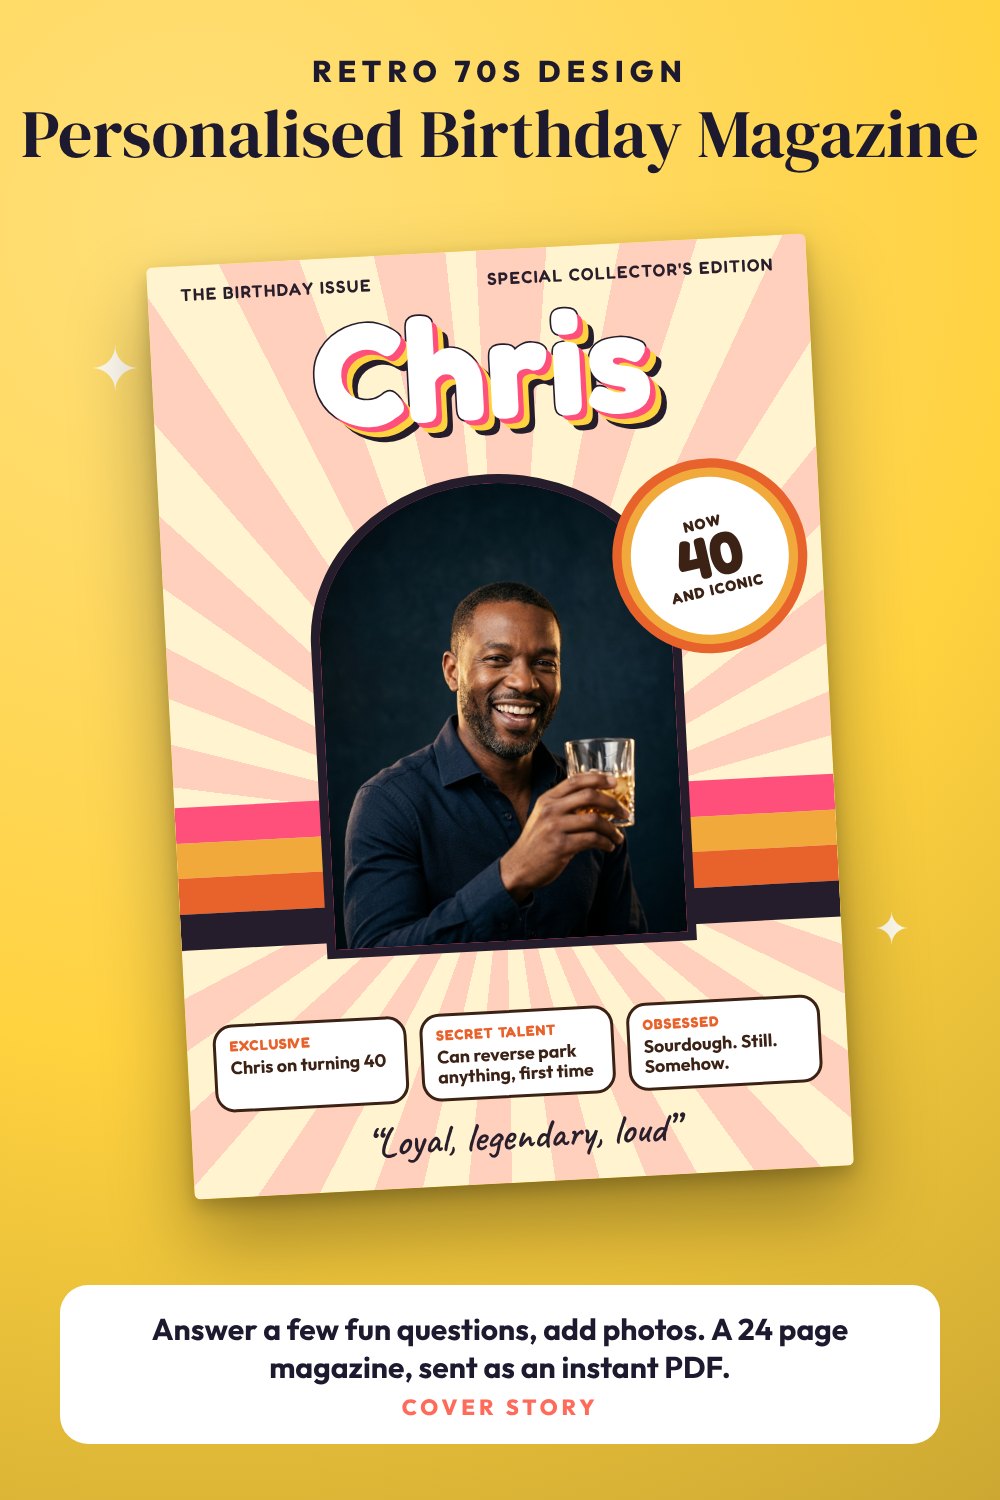 RETRO 70S DESIGN
Personalised Birthday Magazine
THE BIRTHDAY ISSUE
SPECIAL COLLECTOR'S EDITION
Chris
NOW
40
AND ICONIC
EXCLUSIVE
Chris on turning 40
SECRET TALENT
Can reverse park
anything, first time
OBSESSED
Sourdough. Still.
Somehow.
“Loyal, legendary, loud”
Answer a few fun questions, add photos. A 24 page
magazine, sent as an instant PDF.
COVER STORY